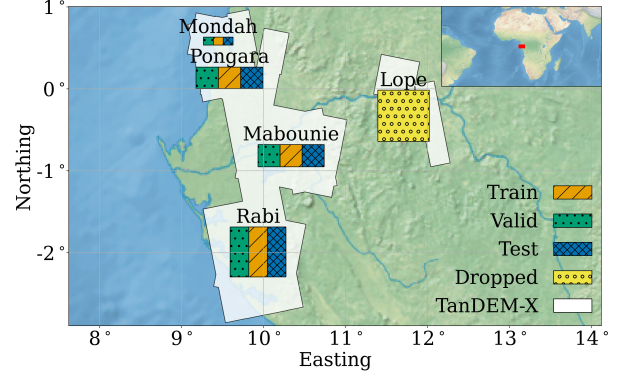 1°
Mondah
Pongara
Lope
0°
Mabounie
-1°
Train
Rabi
Valid
-2°
Test
Dropped
TanDEM-X
8° 9° 10° 11° 12° 13° 14°
Easting
Northing